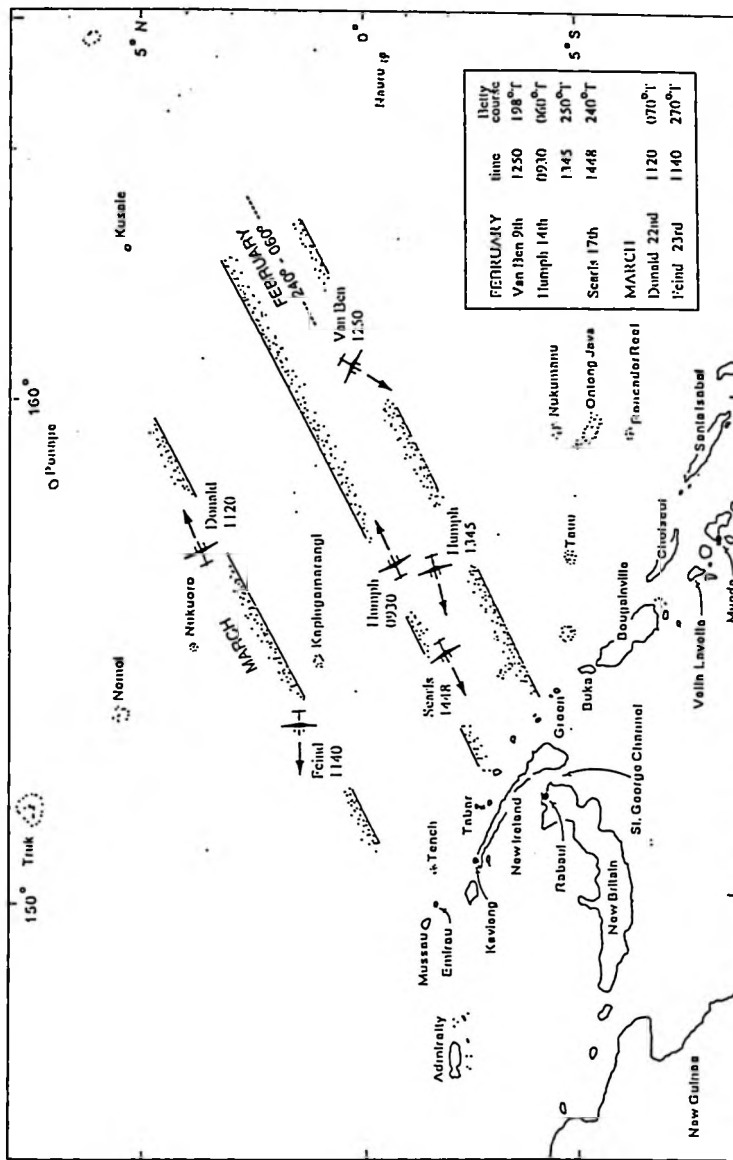 Truk
150°
Nomoi
Ponape
160°
Kusaie
5° N
0°
5° S
Nauru
Nukuoro
Donald
1120
MARCH
Kapingamarangi
Feind
1140
FEBRUARY
240° - 060°
Van Ben
1250
Humph
0930
Humph
1345
Searls
1448
FEBRUARY time Betty course
Van Ben 9th 1250 198°T
Humph 14th 0930 060°T
1345 250°T
Searls 17th 1448 240°T
MARCH
Donald 22nd 1120 070°T
Feind 23rd 1140 270°T
Nukumanu
Ontong Java
Roncador Reef
Tauu
Tench
Mussau
Emirau
Kavieng
Tabar
New Ireland
Green
Buka
Bougainville
Choiseul
Santa Isabel
Vella Lavella
Munda
St. George Channel
Rabaul
New Britain
Admiralty
New Guinea